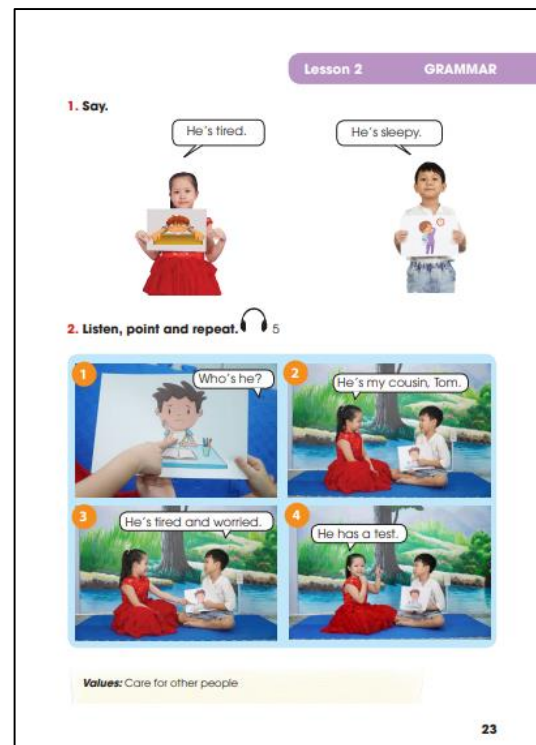 Lesson 2 GRAMMAR
1. Say.
He's tired.
He's sleepy.
2. Listen, point and repeat. 5
1
Who's he?
2
He's my cousin, Tom.
3
He's tired and worried.
4
He has a test.
Values: Care for other people
23